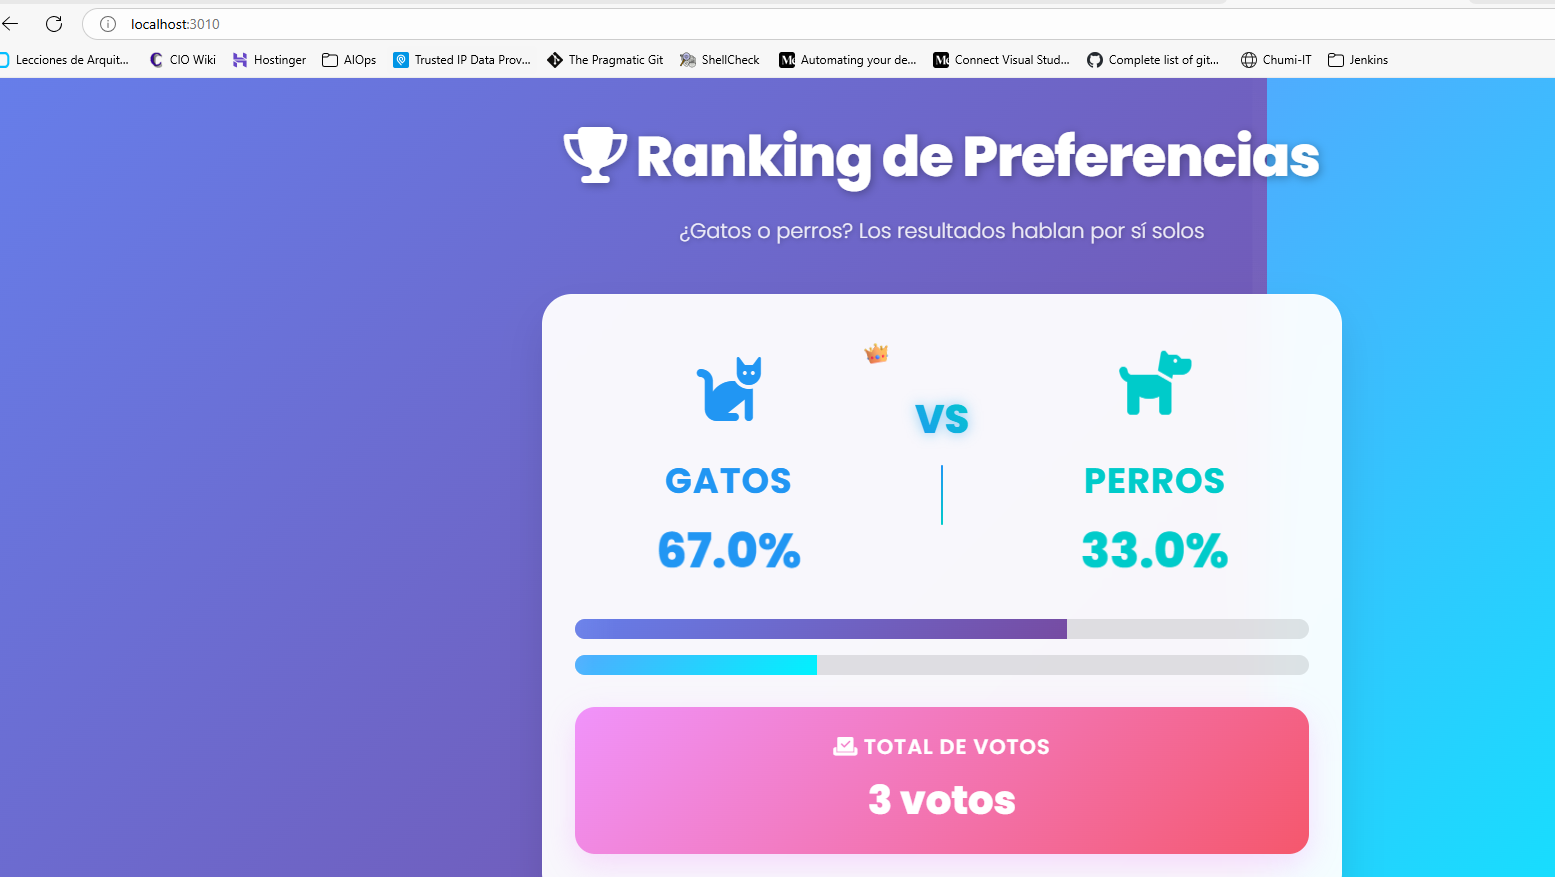 localhost:3010
Lecciones de Arquit...
CIO Wiki
Hostinger
AIOps
Trusted IP Data Prov...
The Pragmatic Git
ShellCheck
Automating your de...
Connect Visual Stud...
Complete list of git...
Chumi-IT
Jenkins
Ranking de Preferencias
¿Gatos o perros? Los resultados hablan por sí solos
VS
GATOS
PERROS
67.0%
33.0%
TOTAL DE VOTOS
3 votos